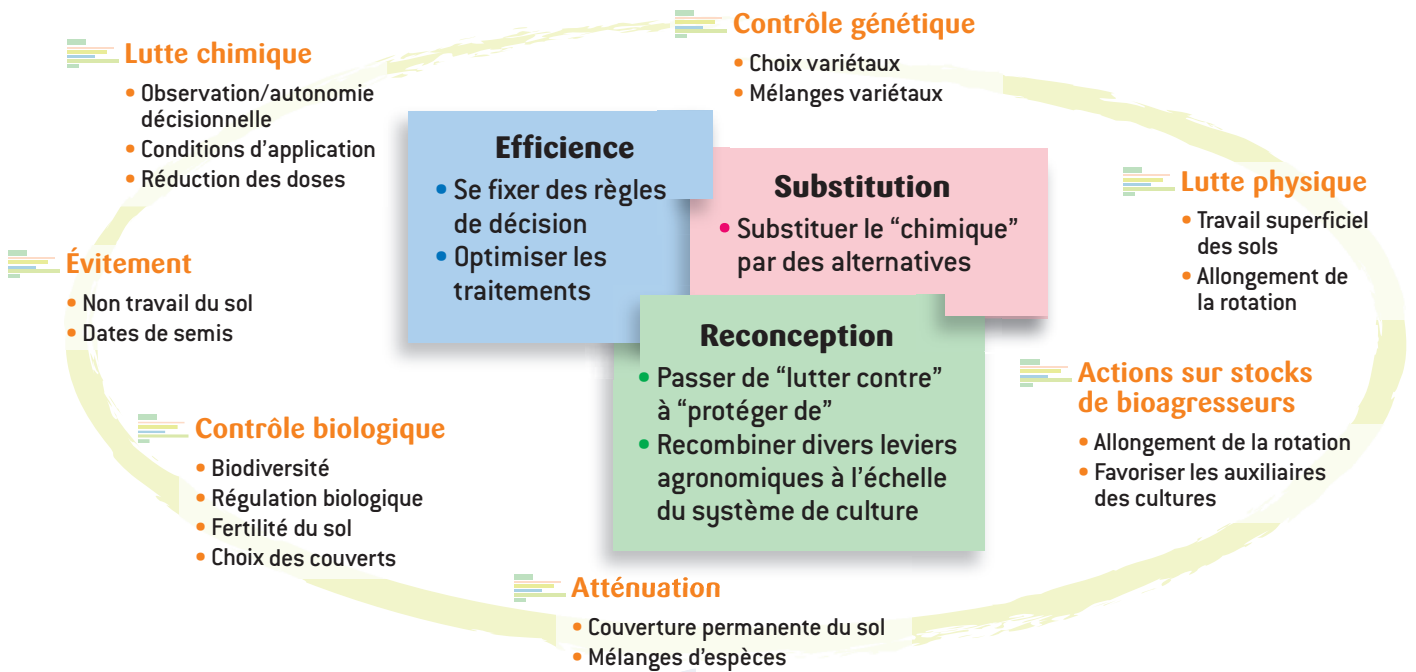 Contrôle génétique
• Choix variétaux
• Mélanges variétaux
Lutte chimique
• Observation/autonomie
décisionnelle
• Conditions d’application
• Réduction des doses
Efficience
• Se fixer des règles
de décision
• Optimiser les
traitements
Substitution
• Substituer le “chimique”
par des alternatives
Lutte physique
• Travail superficiel
des sols
• Allongement de
la rotation
Évitement
• Non travail du sol
• Dates de semis
Reconception
• Passer de “lutter contre”
à “protéger de”
• Recombiner divers leviers
agronomiques à l’échelle
du système de culture
Actions sur stocks
de bioagresseurs
• Allongement de la rotation
• Favoriser les auxiliaires
des cultures
Contrôle biologique
• Biodiversité
• Régulation biologique
• Fertilité du sol
• Choix des couverts
Atténuation
• Couverture permanente du sol
• Mélanges d’espèces